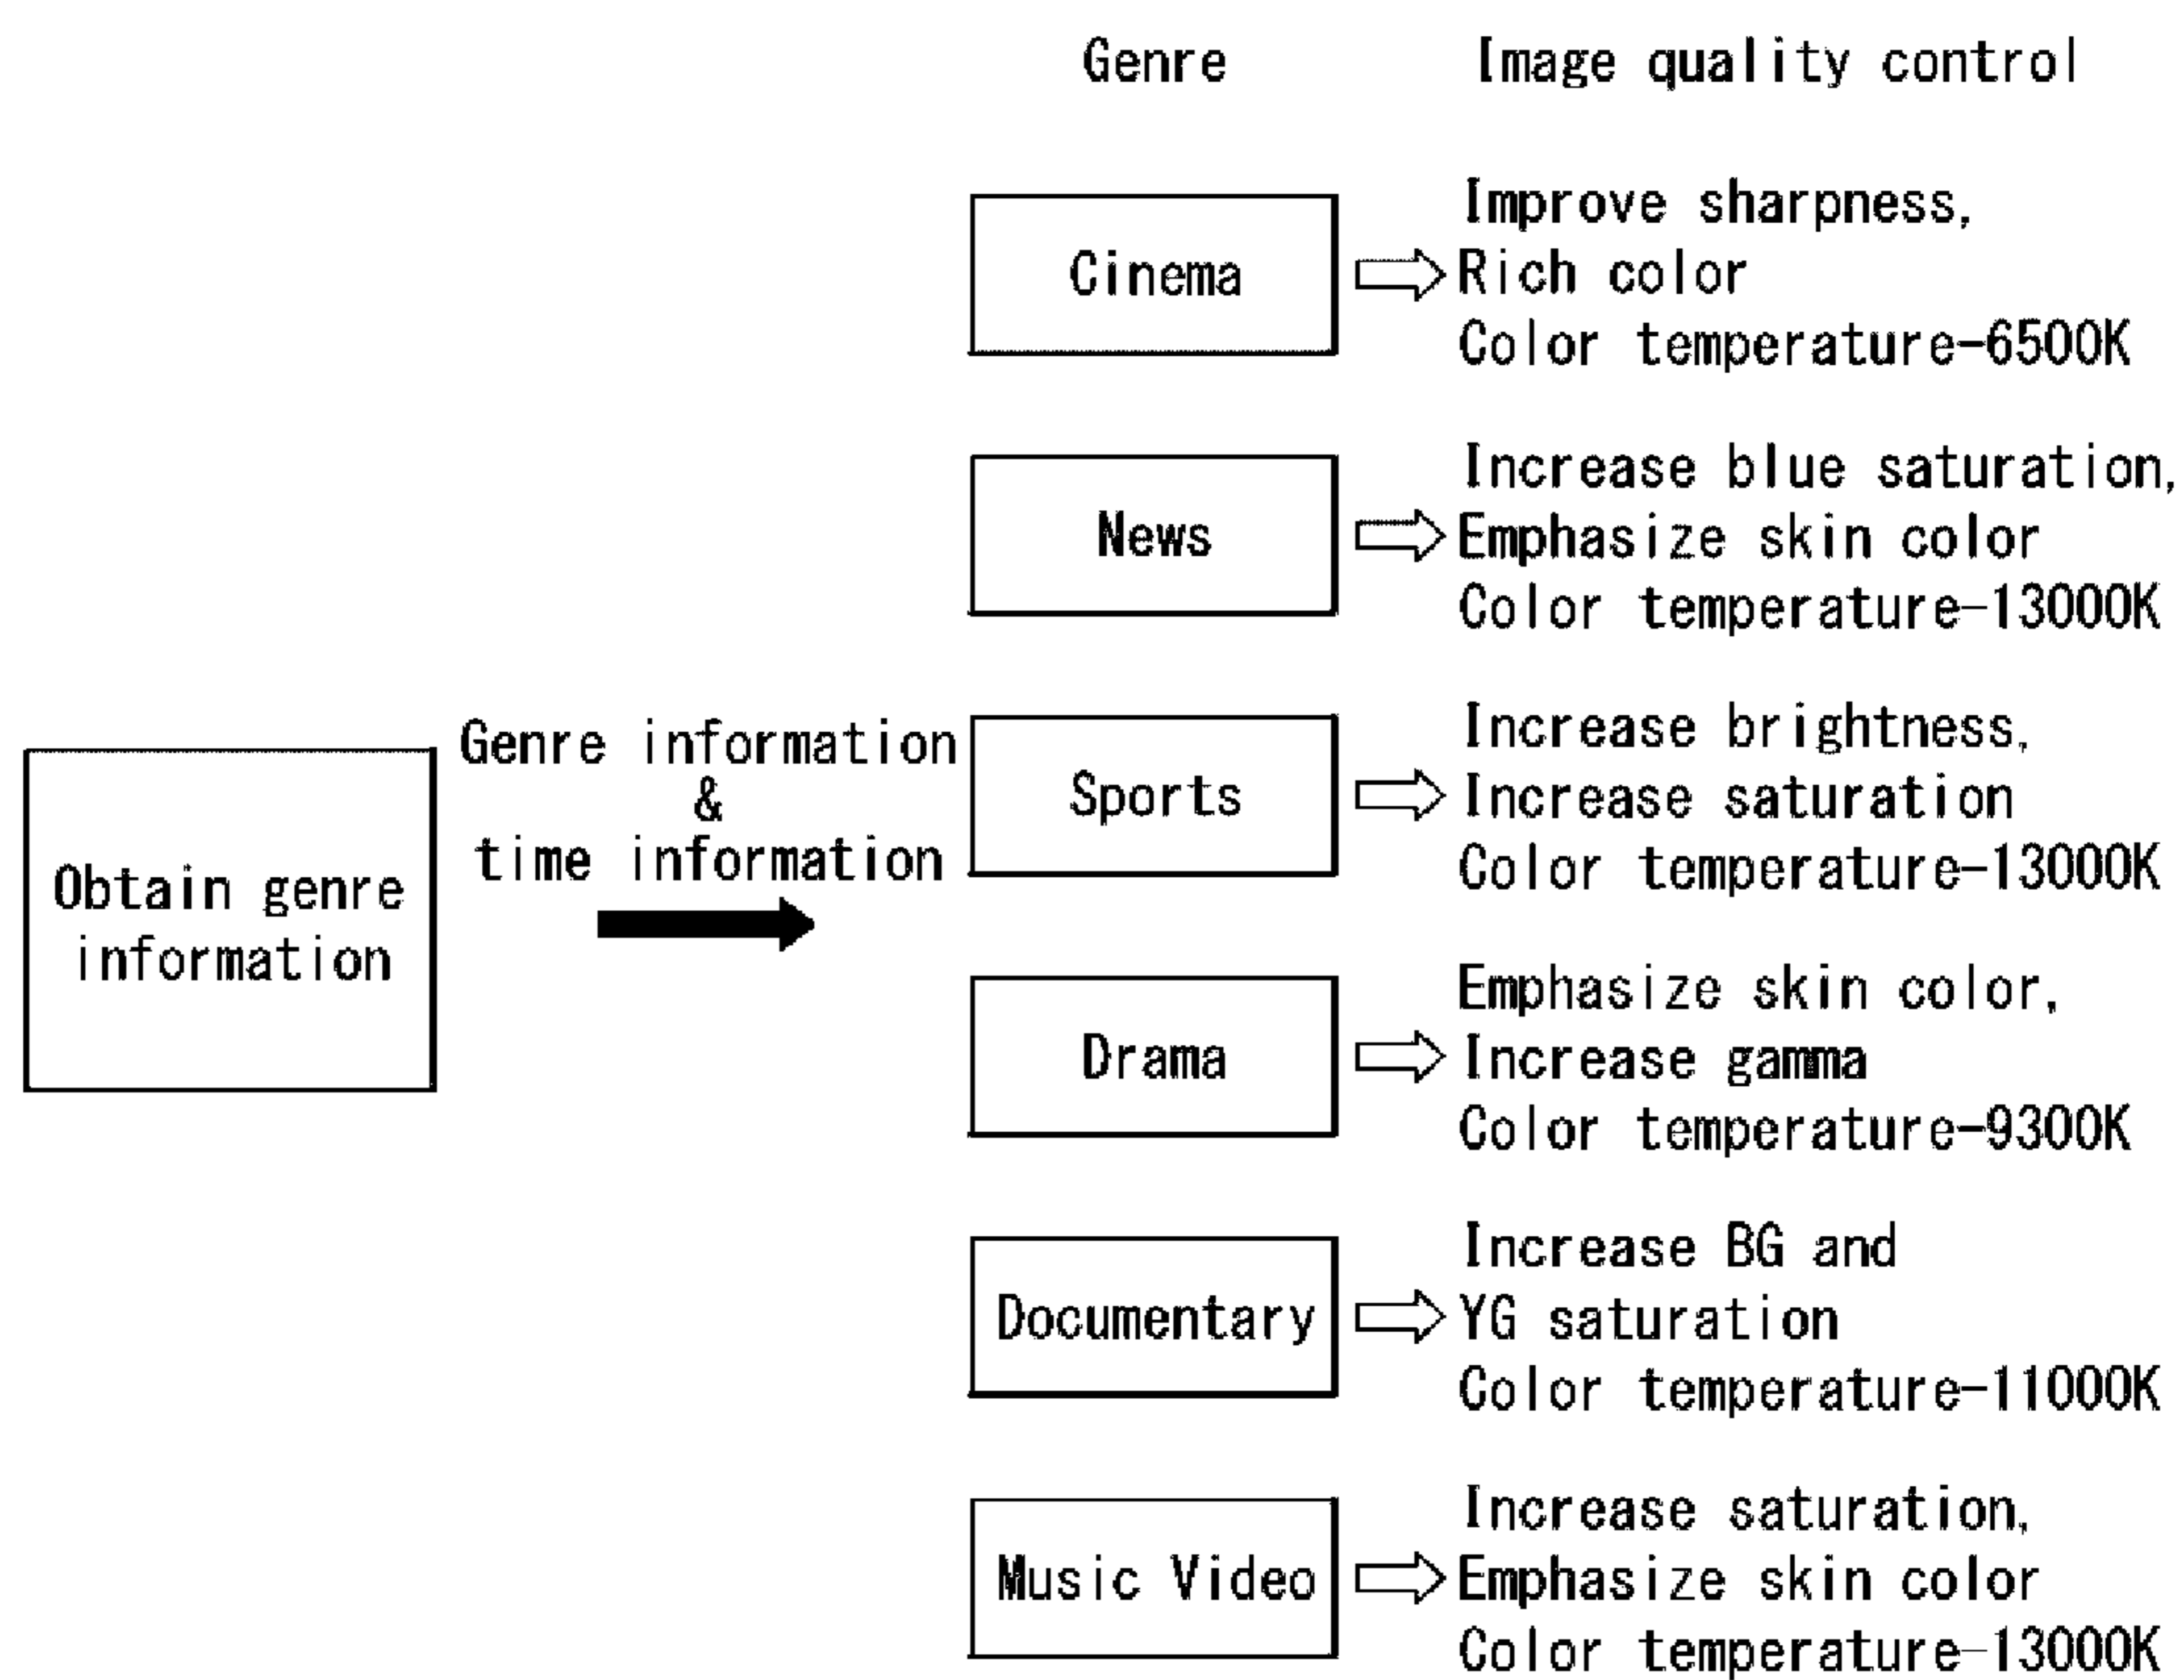 Genre
Image quality control
Cinema
Improve sharpness,
Rich color
Color temperature-6500K
News
Increase blue saturation,
Emphasize skin color
Color temperature-13000K
Obtain genre
information
Genre information
&
time information
Sports
Increase brightness,
Increase saturation
Color temperature-13000K
Drama
Emphasize skin color,
Increase gamma
Color temperature-9300K
Documentary
Increase BG and
YG saturation
Color temperature-11000K
Music Video
Increase saturation,
Emphasize skin color
Color temperature-13000K